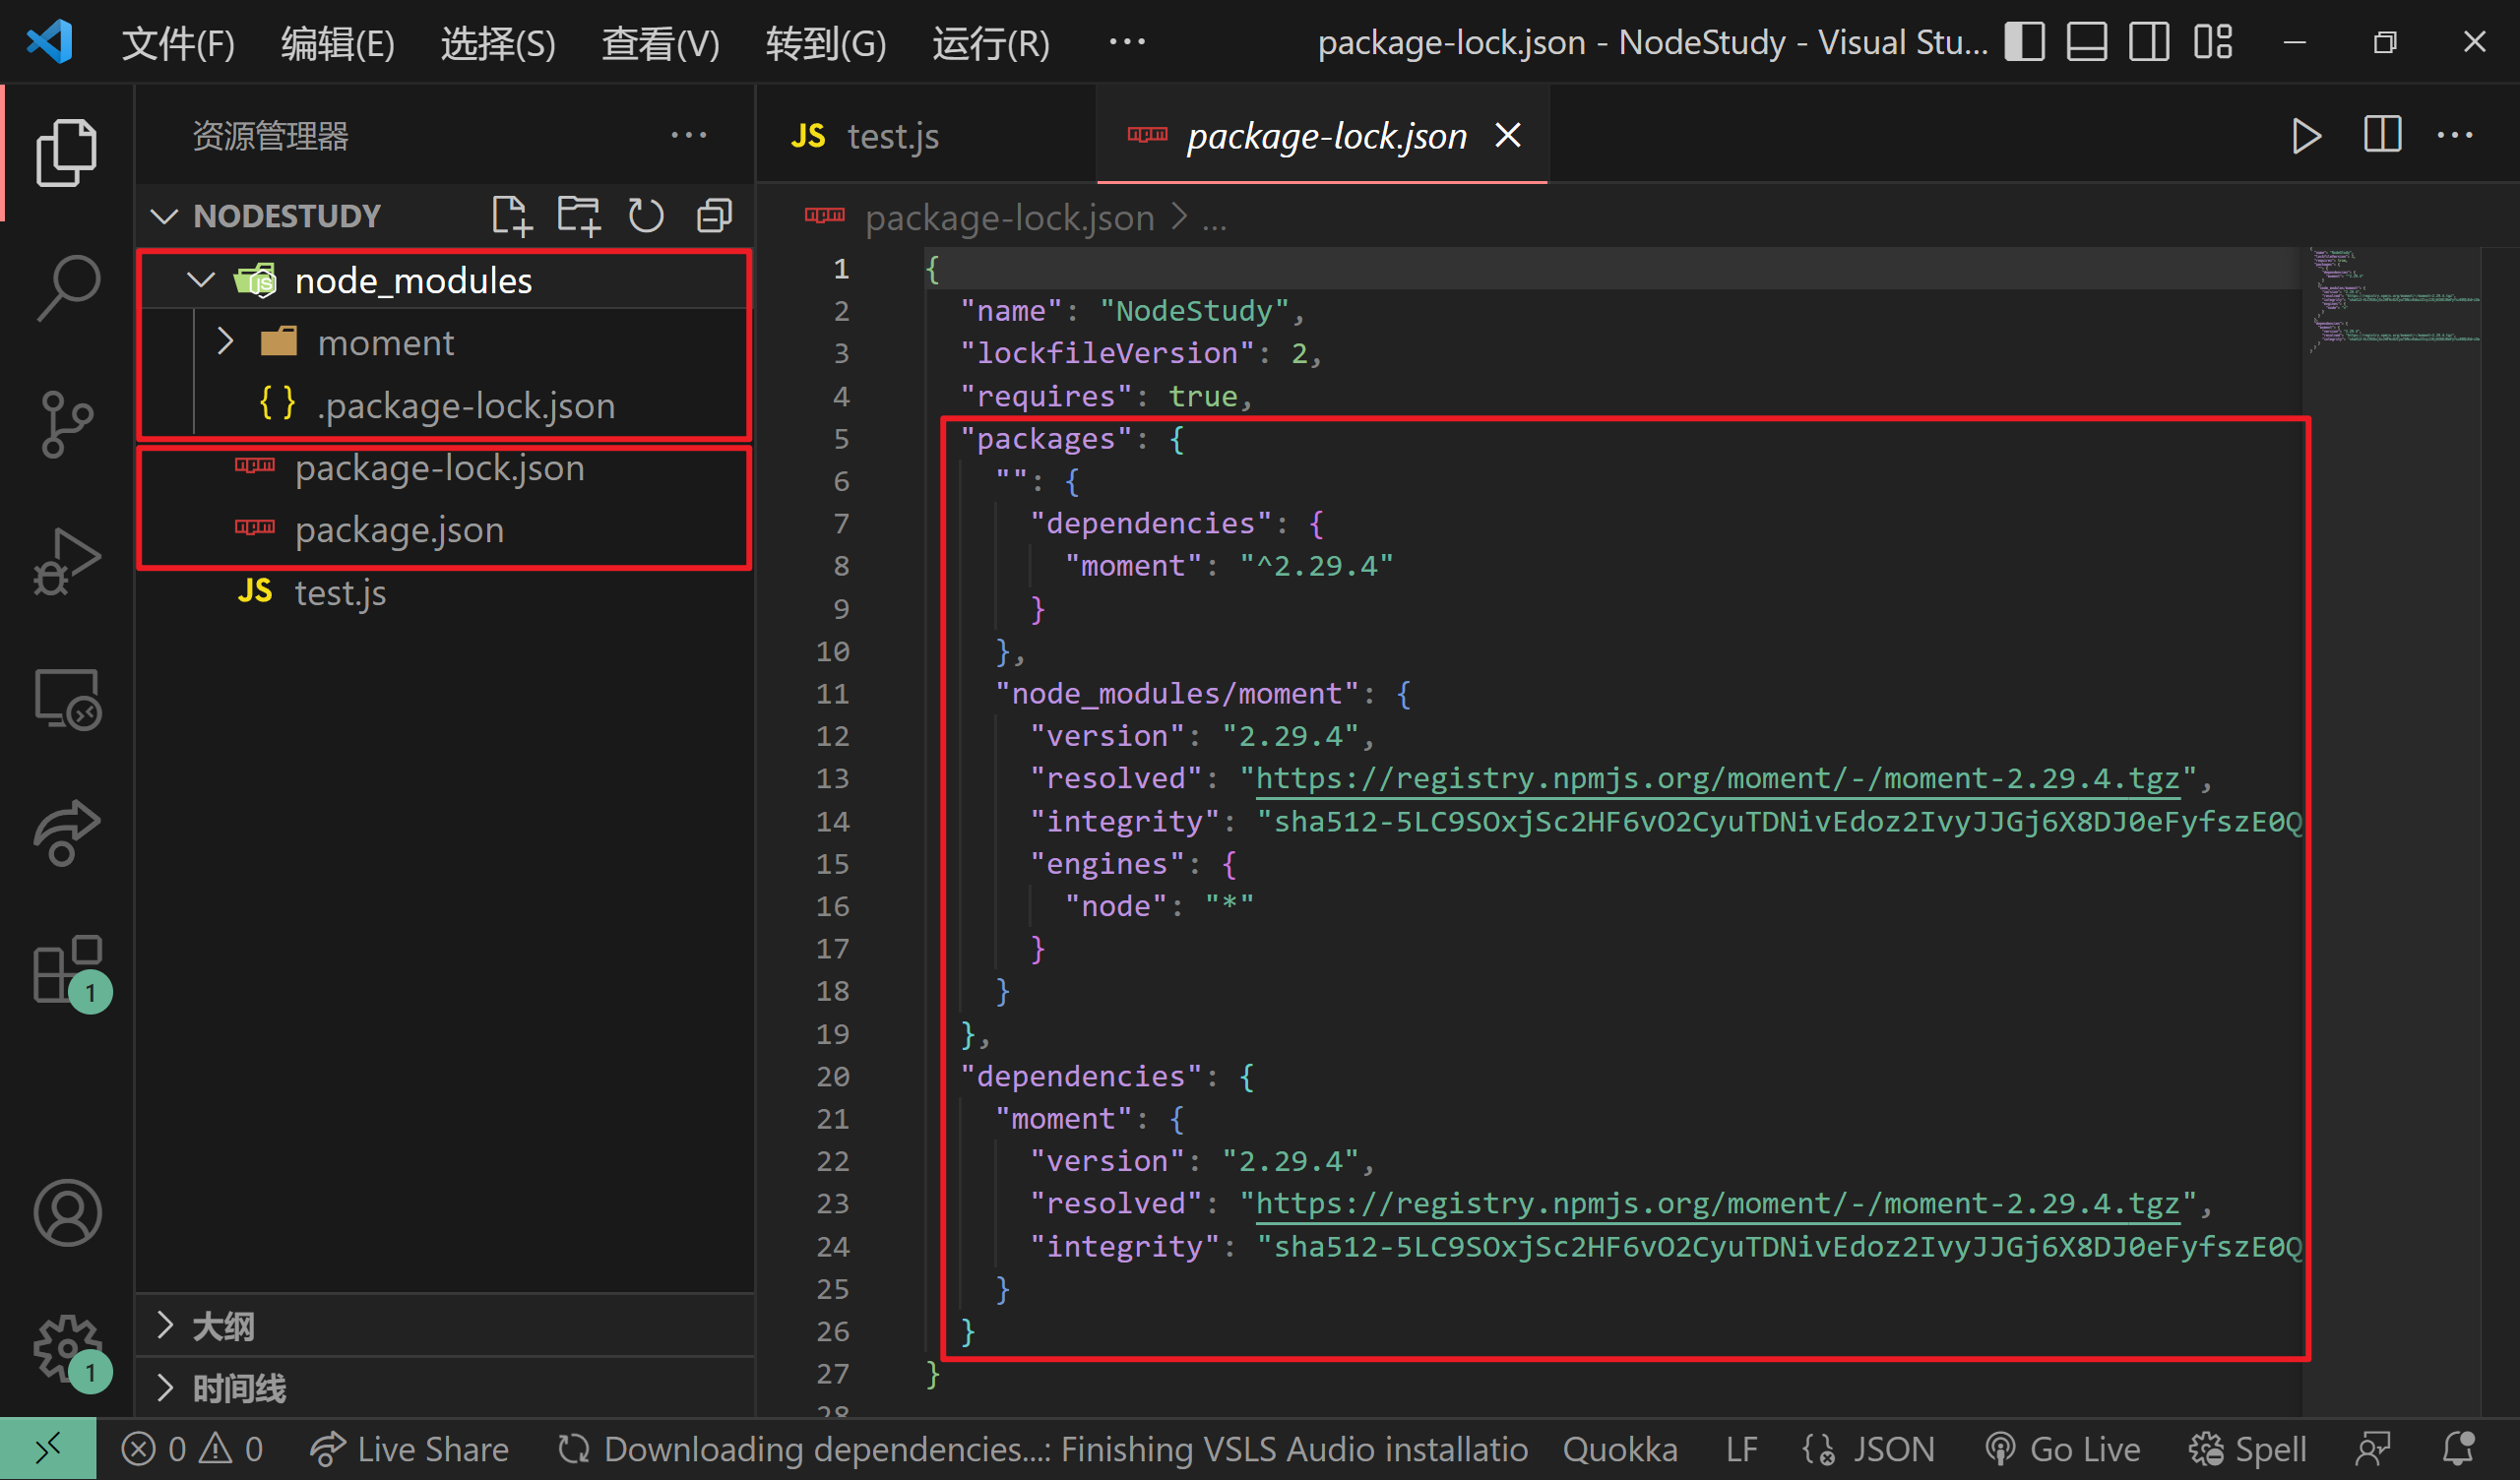 文件(F) 编辑(E) 选择(S) 查看(V) 转到(G) 运行(R) ··· package-lock.json - NodeStudy - Visual Stu...
资源管理器 ···
NODESTUDY
node_modules
moment
{ } .package-lock.json
package-lock.json
package.json
JS test.js
大纲
时间线
1
1
JS test.js
package-lock.json
package-lock.json > ...
1 {
2 "name": "NodeStudy",
3 "lockfileVersion": 2,
4 "requires": true,
5 "packages": {
6 "": {
7 "dependencies": {
8 "moment": "^2.29.4"
9 }
10 },
11 "node_modules/moment": {
12 "version": "2.29.4",
13 "resolved": "https://registry.npmjs.org/moment/-/moment-2.29.4.tgz",
14 "integrity": "sha512-5LC9SOxjSc2HF6vO2CyuTDNivEdoz2IvyJJGj6X8DJ0eFyfszE0Q
15 "engines": {
16 "node": "*"
17 }
18 }
19 },
20 "dependencies": {
21 "moment": {
22 "version": "2.29.4",
23 "resolved": "https://registry.npmjs.org/moment/-/moment-2.29.4.tgz",
24 "integrity": "sha512-5LC9SOxjSc2HF6vO2CyuTDNivEdoz2IvyJJGj6X8DJ0eFyfszE0Q
25 }
26 }
27 }
28
0 0 Live Share Downloading dependencies...: Finishing VSLS Audio installatio Quokka LF JSON Go Live Spell